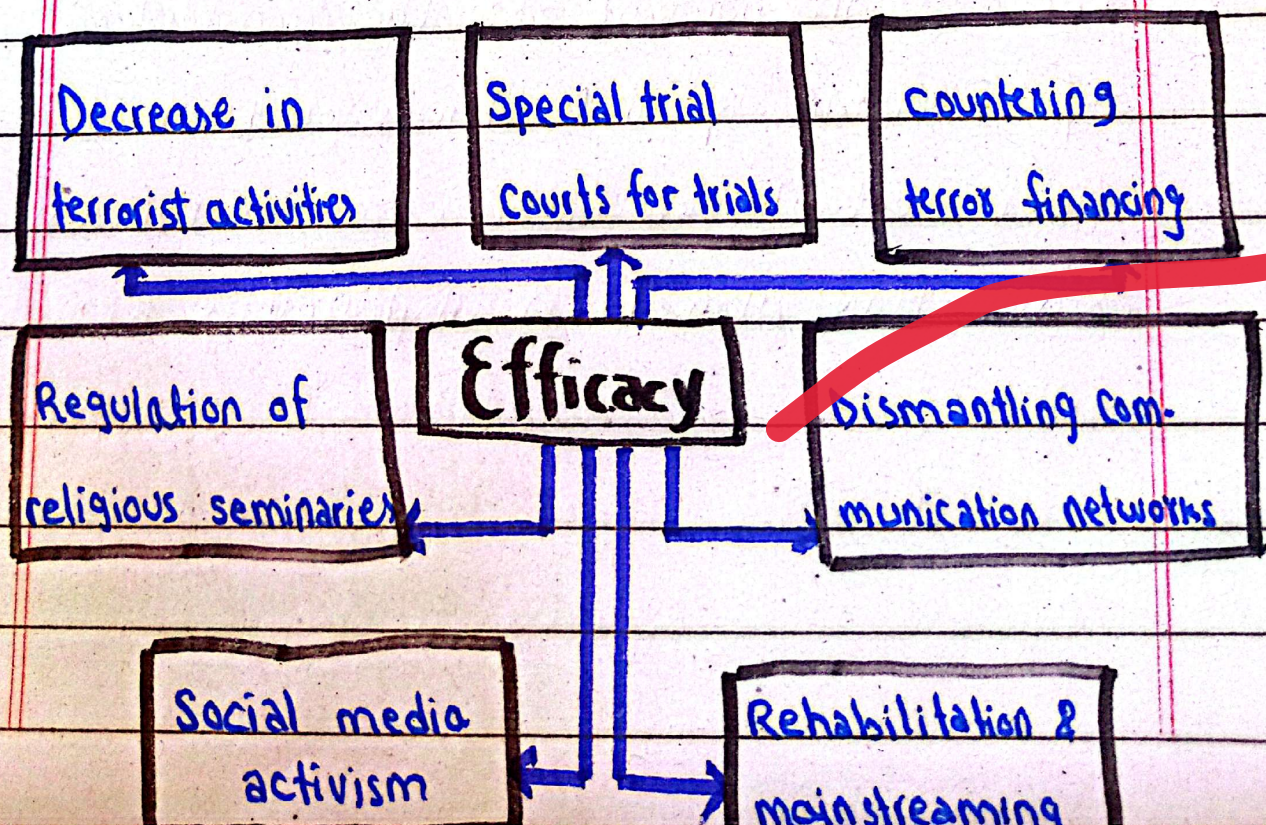 Decrease in
terrorist activities
Special trial
Courts for trials
Countering
terror financing
Regulation of
religious seminaries
Efficacy
Dismantling com-
munication networks
Social media
activism
Rehabilitation &
mainstreaming